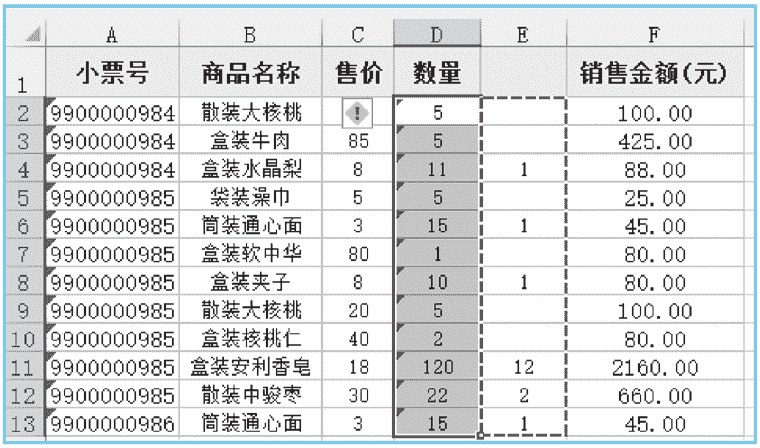 A B C D E F
1 小票号 商品名称 售价 数量 销售金额(元)
2 9900000984 散装大核桃 ! 5 100.00
3 9900000984 盒装牛肉 85 5 425.00
4 9900000984 盒装水晶梨 8 11 1 88.00
5 9900000985 袋装澡巾 5 5 25.00
6 9900000985 筒装通心面 3 15 1 45.00
7 9900000985 盒装软中华 80 1 80.00
8 9900000985 盒装夹子 8 10 1 80.00
9 9900000985 散装大核桃 20 5 100.00
10 9900000985 盒装核桃仁 40 2 80.00
11 9900000985 盒装安利香皂 18 120 12 2160.00
12 9900000985 散装中骏枣 30 22 2 660.00
13 9900000986 筒装通心面 3 15 1 45.00